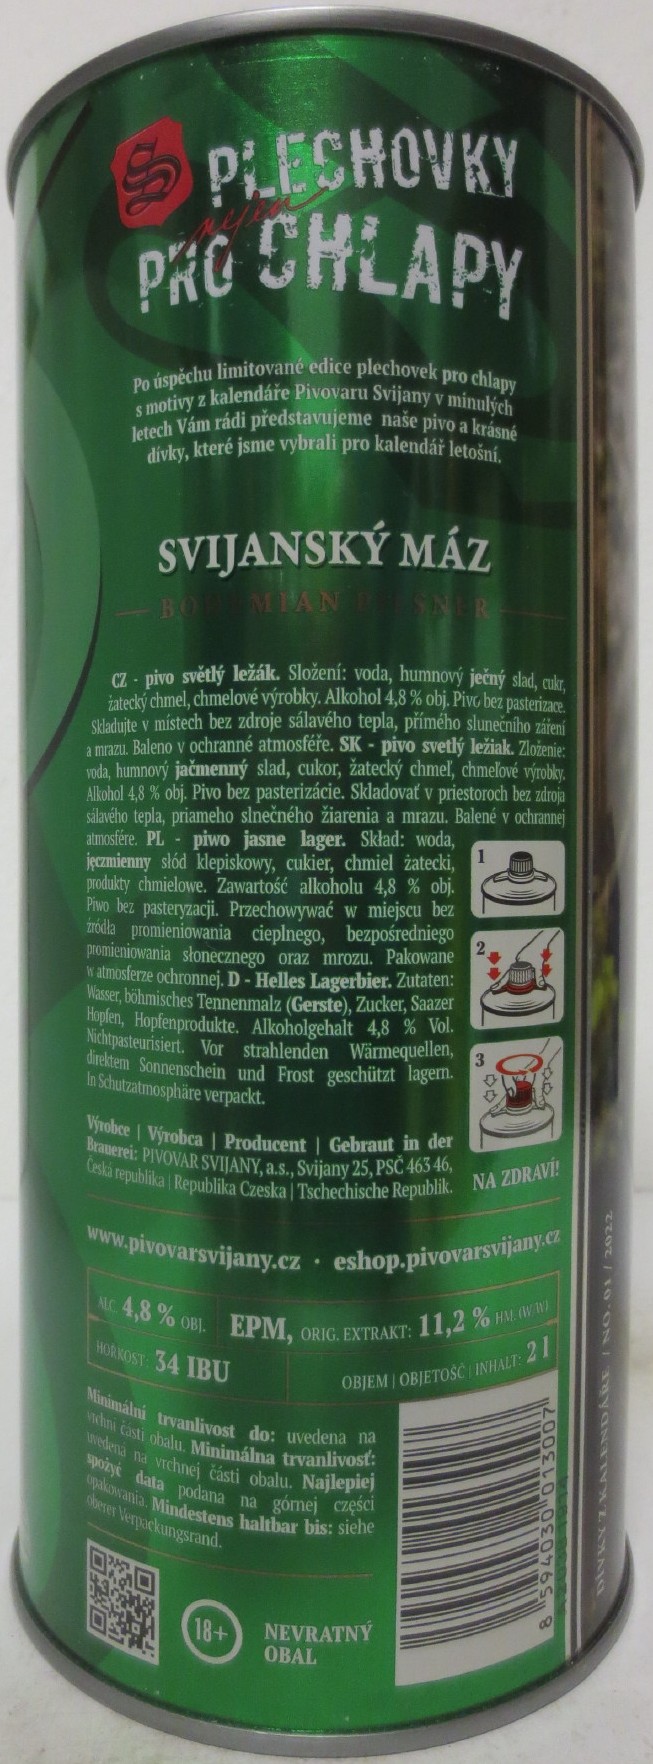 S PLECHOVKY
nejen
PRO CHLAPY
Po úspěchu limitované edice plechovek pro chlapy
s motivy z kalendáře Pivovaru Svijany v minulých
letech Vám rádi představujeme naše pivo a krásné
dívky, které jsme vybrali pro kalendář letošní.
SVIJANSKÝ MÁZ
BOHEMIAN PILSNER
CZ - pivo světlý ležák. Složení: voda, humnový ječný slad, cukr,
žatecký chmel, chmelové výrobky. Alkohol 4,8 % obj. Pivo bez pasterizace.
Skladujte v místech bez zdroje sálavého tepla, přímého slunečního záření
a mrazu. Baleno v ochranné atmosféře. SK - pivo svetlý ležiak. Zloženie:
voda, humnový jačmenný slad, cukor, žatecký chmeľ, chmeľové výrobky.
Alkohol 4,8 % obj. Pivo bez pasterizácie. Skladovať v priestoroch bez zdroja
sálavého tepla, priameho slnečného žiarenia a mrazu. Balené v ochrannej
atmosfére. PL - piwo jasne lager. Skład: woda,
jęczmienny słód klepiskowy, cukier, chmiel żatecki,
produkty chmielowe. Zawartość alkoholu 4,8 % obj.
Piwo bez pasteryzacji. Przechowywać w miejscu bez
źródła promieniowania cieplnego, bezpośredniego
promieniowania słonecznego oraz mrozu. Pakowane
w atmosferze ochronnej. D - Helles Lagerbier. Zutaten:
Wasser, böhmisches Tennenmalz (Gerste), Zucker, Saazer
Hopfen, Hopfenprodukte. Alkoholgehalt 4,8 % Vol.
Nichtpasteurisiert. Vor strahlenden Wärmequellen,
direktem Sonnenschein und Frost geschützt lagern.
In Schutzatmosphäre verpackt.
1
2
3
NA ZDRAVÍ!
Výrobce | Výrobca | Producent | Gebraut in der
Brauerei: PIVOVAR SVIJANY, a.s., Svijany 25, PSČ 463 46,
Česká republika | Republika Czeska | Tschechische Republik.
www.pivovarsvijany.cz · eshop.pivovarsvijany.cz
ALC. 4,8 % OBJ. EPM, ORIG. EXTRAKT: 11,2 % HM. (W/W)
HOŘKOST: 34 IBU OBJEM | OBJETOŚĆ | INHALT: 2 l
Minimální trvanlivost do: uvedena na
vrchní části obalu. Minimálna trvanlivosť:
uvedená na vrchnej části obalu. Najlepiej
spożyć data podana na górnej części
opakowania. Mindestens haltbar bis: siehe
oberer Verpackungsrand.
18+
NEVRATNÝ
OBAL
8 594030 013007
DÍVKY Z KALENDÁŘE / NO. 01 / 2022